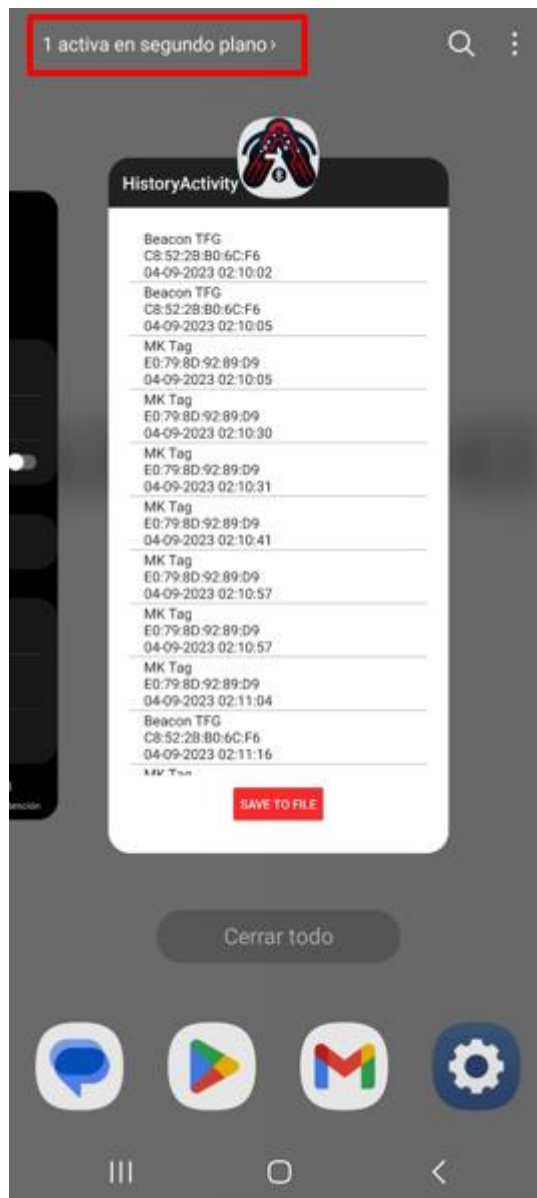 1 activa en segundo plano ›
HistoryActivity
Beacon TFG
C8:52:2B:B0:6C:F6
04-09-2023 02:10:02
Beacon TFG
C8:52:2B:B0:6C:F6
04-09-2023 02:10:05
MK Tag
E0:79:8D:92:89:D9
04-09-2023 02:10:05
MK Tag
E0:79:8D:92:89:D9
04-09-2023 02:10:30
MK Tag
E0:79:8D:92:89:D9
04-09-2023 02:10:31
MK Tag
E0:79:8D:92:89:D9
04-09-2023 02:10:41
MK Tag
E0:79:8D:92:89:D9
04-09-2023 02:10:57
MK Tag
E0:79:8D:92:89:D9
04-09-2023 02:10:57
MK Tag
E0:79:8D:92:89:D9
04-09-2023 02:11:04
Beacon TFG
C8:52:2B:B0:6C:F6
04-09-2023 02:11:16
MK Tag
SAVE TO FILE
Cerrar todo